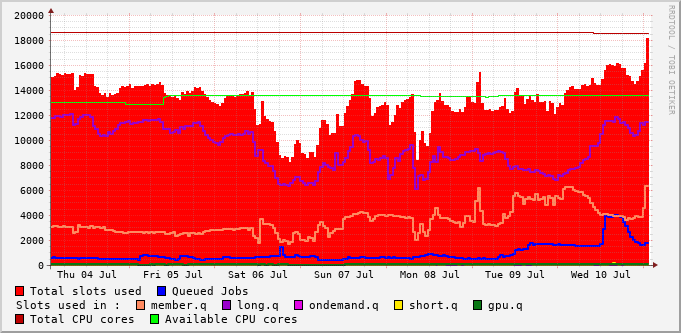 20000
18000
16000
14000
12000
10000
8000
6000
4000
2000
0
Thu 04 Jul Fri 05 Jul Sat 06 Jul Sun 07 Jul Mon 08 Jul Tue 09 Jul Wed 10 Jul
RRDTOOL / TOBI OETIKER
Total slots used Queued Jobs
Slots used in : member.q long.q ondemand.q short.q gpu.q
Total CPU cores Available CPU cores